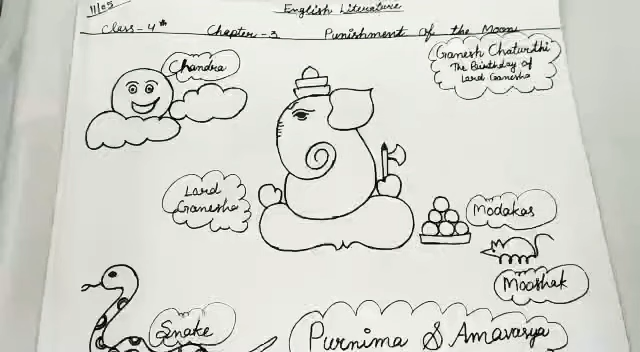 11/05
English Literature
Class-4th Chapter-3 Punishment of the Moon
Ganesh Chaturthi
The Birthday of
Lord Ganesha
Chandra
Lord
Ganesha
Modakas
Mooshak
Snake
Purnima & Amavasya